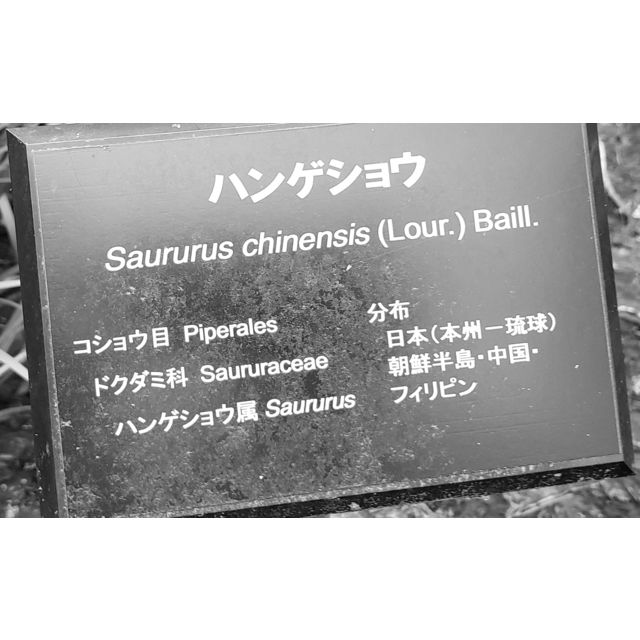 ハンゲショウ
Saururus chinensis (Lour.) Baill.
コショウ目 Piperales
ドクダミ科 Saururaceae
ハンゲショウ属 Saururus
分布
日本(本州－琉球)
朝鮮半島・中国・
フィリピン